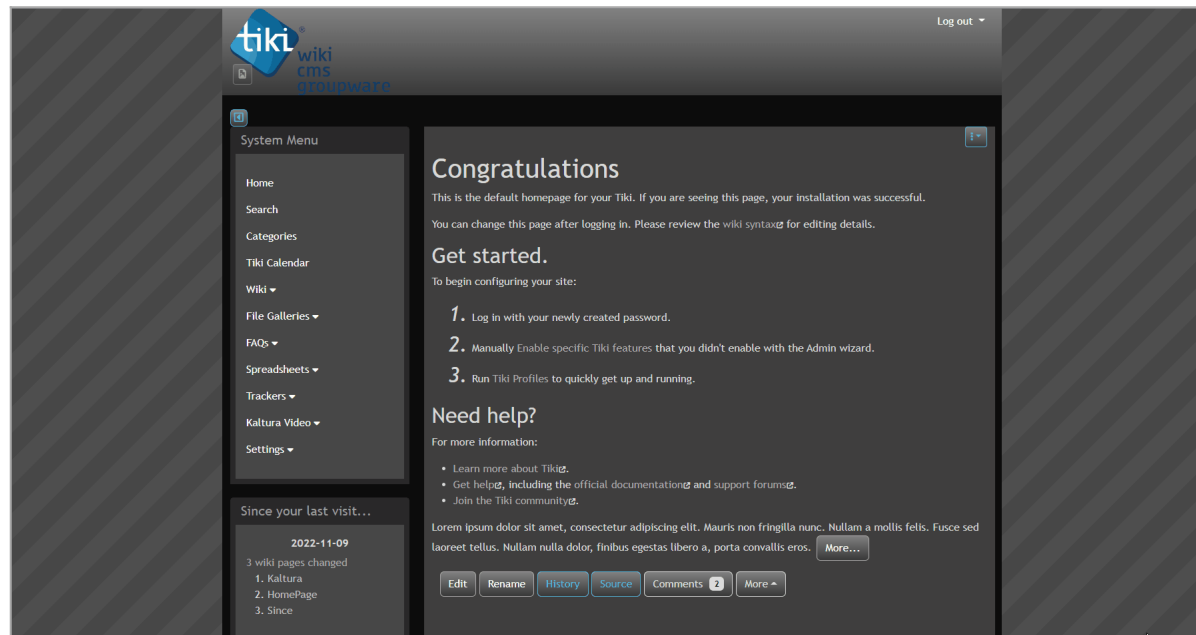 Log out
tiki®
wiki
cms
groupware
System Menu
Home
Search
Categories
Tiki Calendar
Wiki
File Galleries
FAQs
Spreadsheets
Trackers
Kaltura Video
Settings
Since your last visit...
2022-11-09
3 wiki pages changed
1. Kaltura
2. HomePage
3. Since
Congratulations
This is the default homepage for your Tiki. If you are seeing this page, your installation was successful.
You can change this page after logging in. Please review the wiki syntax for editing details.
Get started.
To begin configuring your site:
1. Log in with your newly created password.
2. Manually Enable specific Tiki features that you didn't enable with the Admin wizard.
3. Run Tiki Profiles to quickly get up and running.
Need help?
For more information:
• Learn more about Tiki.
• Get help, including the official documentation and support forums.
• Join the Tiki community.
Lorem ipsum dolor sit amet, consectetur adipiscing elit. Mauris non fringilla nunc. Nullam a mollis felis. Fusce sed
laoreet tellus. Nullam nulla dolor, finibus egestas libero a, porta convallis eros. More...
Edit Rename History Source Comments 2 More